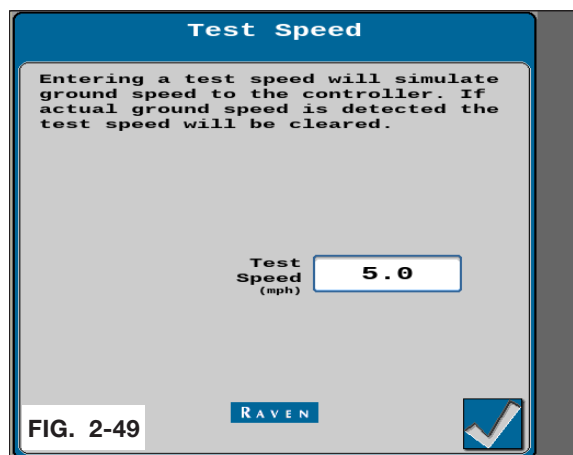 Test Speed
Entering a test speed will simulate
ground speed to the controller. If
actual ground speed is detected the
test speed will be cleared.
Test
Speed
(mph)
5.0
RAVEN
FIG. 2-49